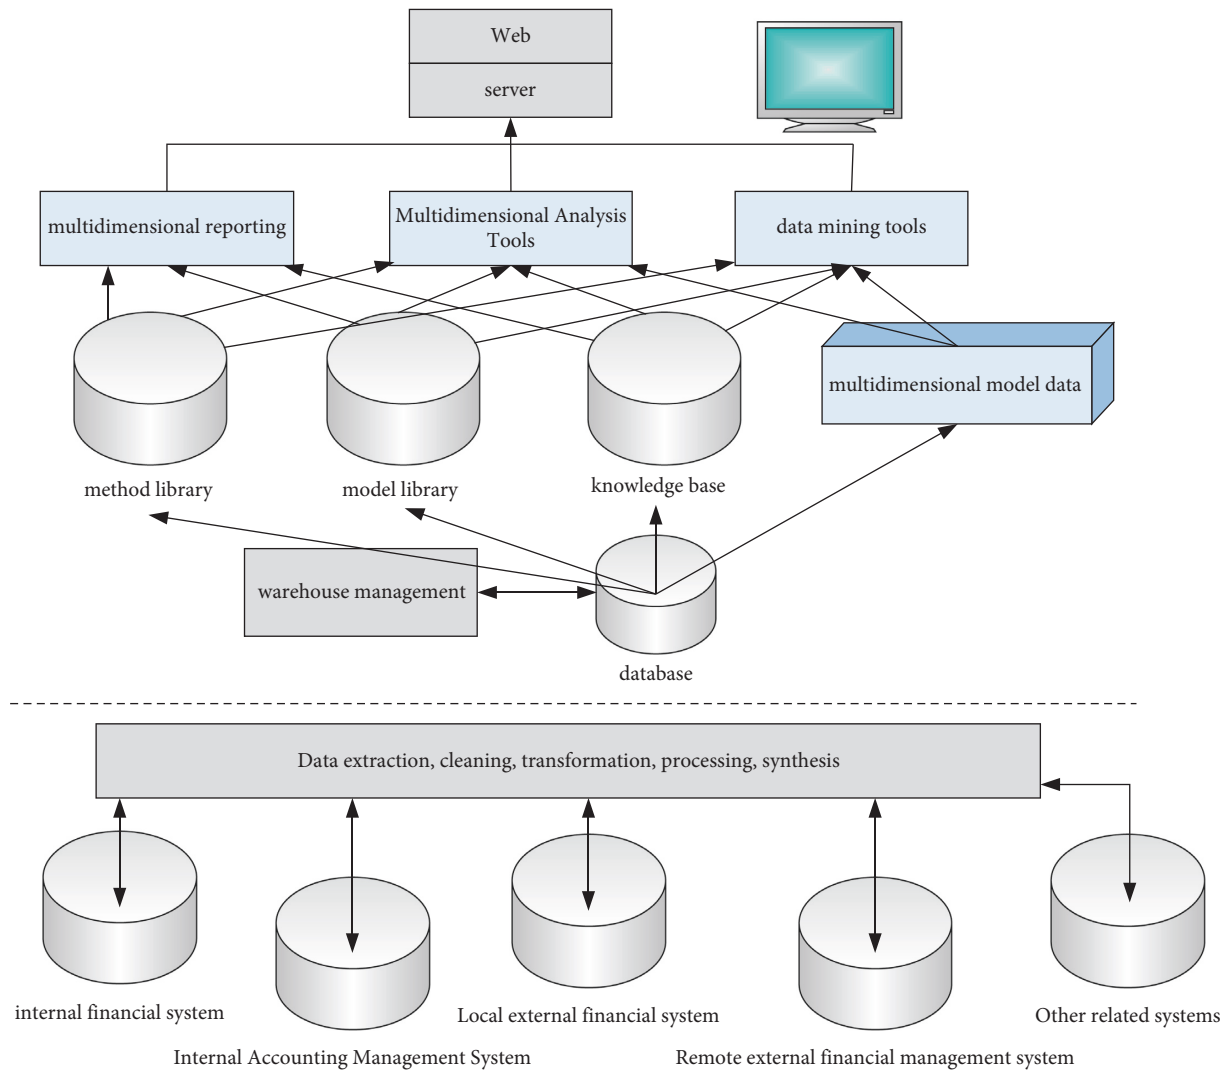 Web
server
multidimensional reporting
Multidimensional Analysis
Tools
data mining tools
multidimensional model data
method library
model library
knowledge base
warehouse management
database
Data extraction, cleaning, transformation, processing, synthesis
internal financial system
Local external financial system
Other related systems
Internal Accounting Management System
Remote external financial management system